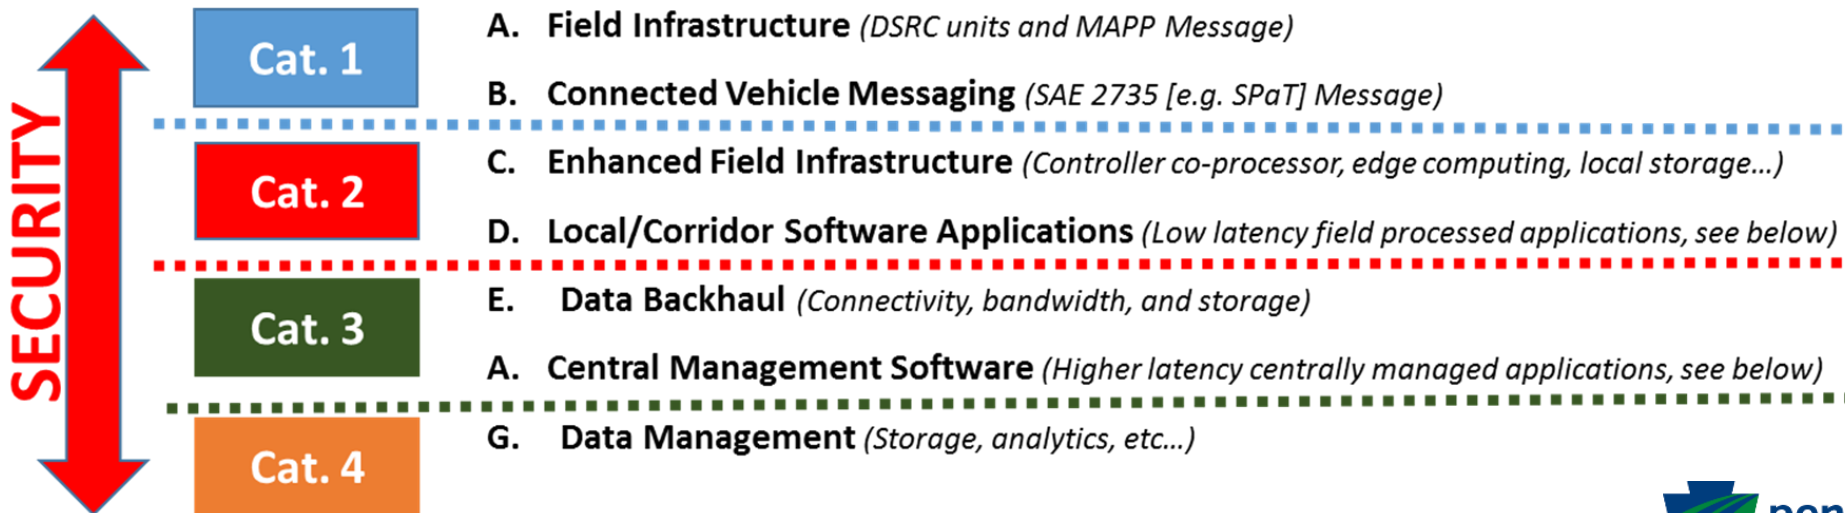 SECURITY
Cat. 1
A. Field Infrastructure (DSRC units and MAPP Message)
B. Connected Vehicle Messaging (SAE 2735 [e.g. SPaT] Message)
Cat. 2
C. Enhanced Field Infrastructure (Controller co-processor, edge computing, local storage...)
D. Local/Corridor Software Applications (Low latency field processed applications, see below)
Cat. 3
E. Data Backhaul (Connectivity, bandwidth, and storage)
A. Central Management Software (Higher latency centrally managed applications, see below)
Cat. 4
G. Data Management (Storage, analytics, etc...)